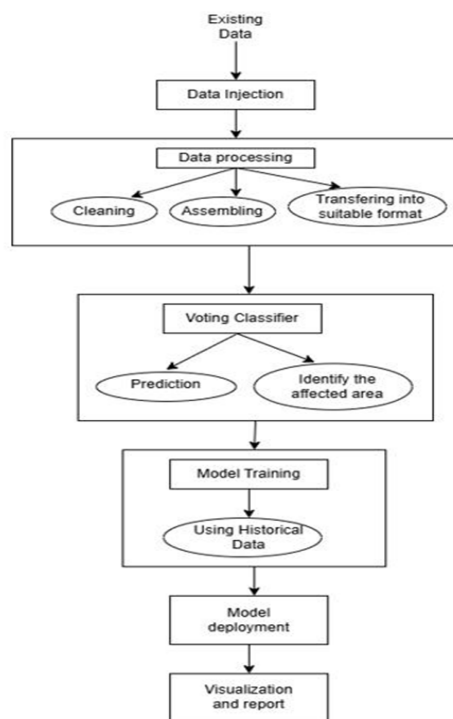 Existing
Data
Data Injection
Data processing
Cleaning
Assembling
Transfering into
suitable format
Voting Classifier
Prediction
Identify the
affected area
Model Training
Using Historical
Data
Model
deployment
Visualization
and report